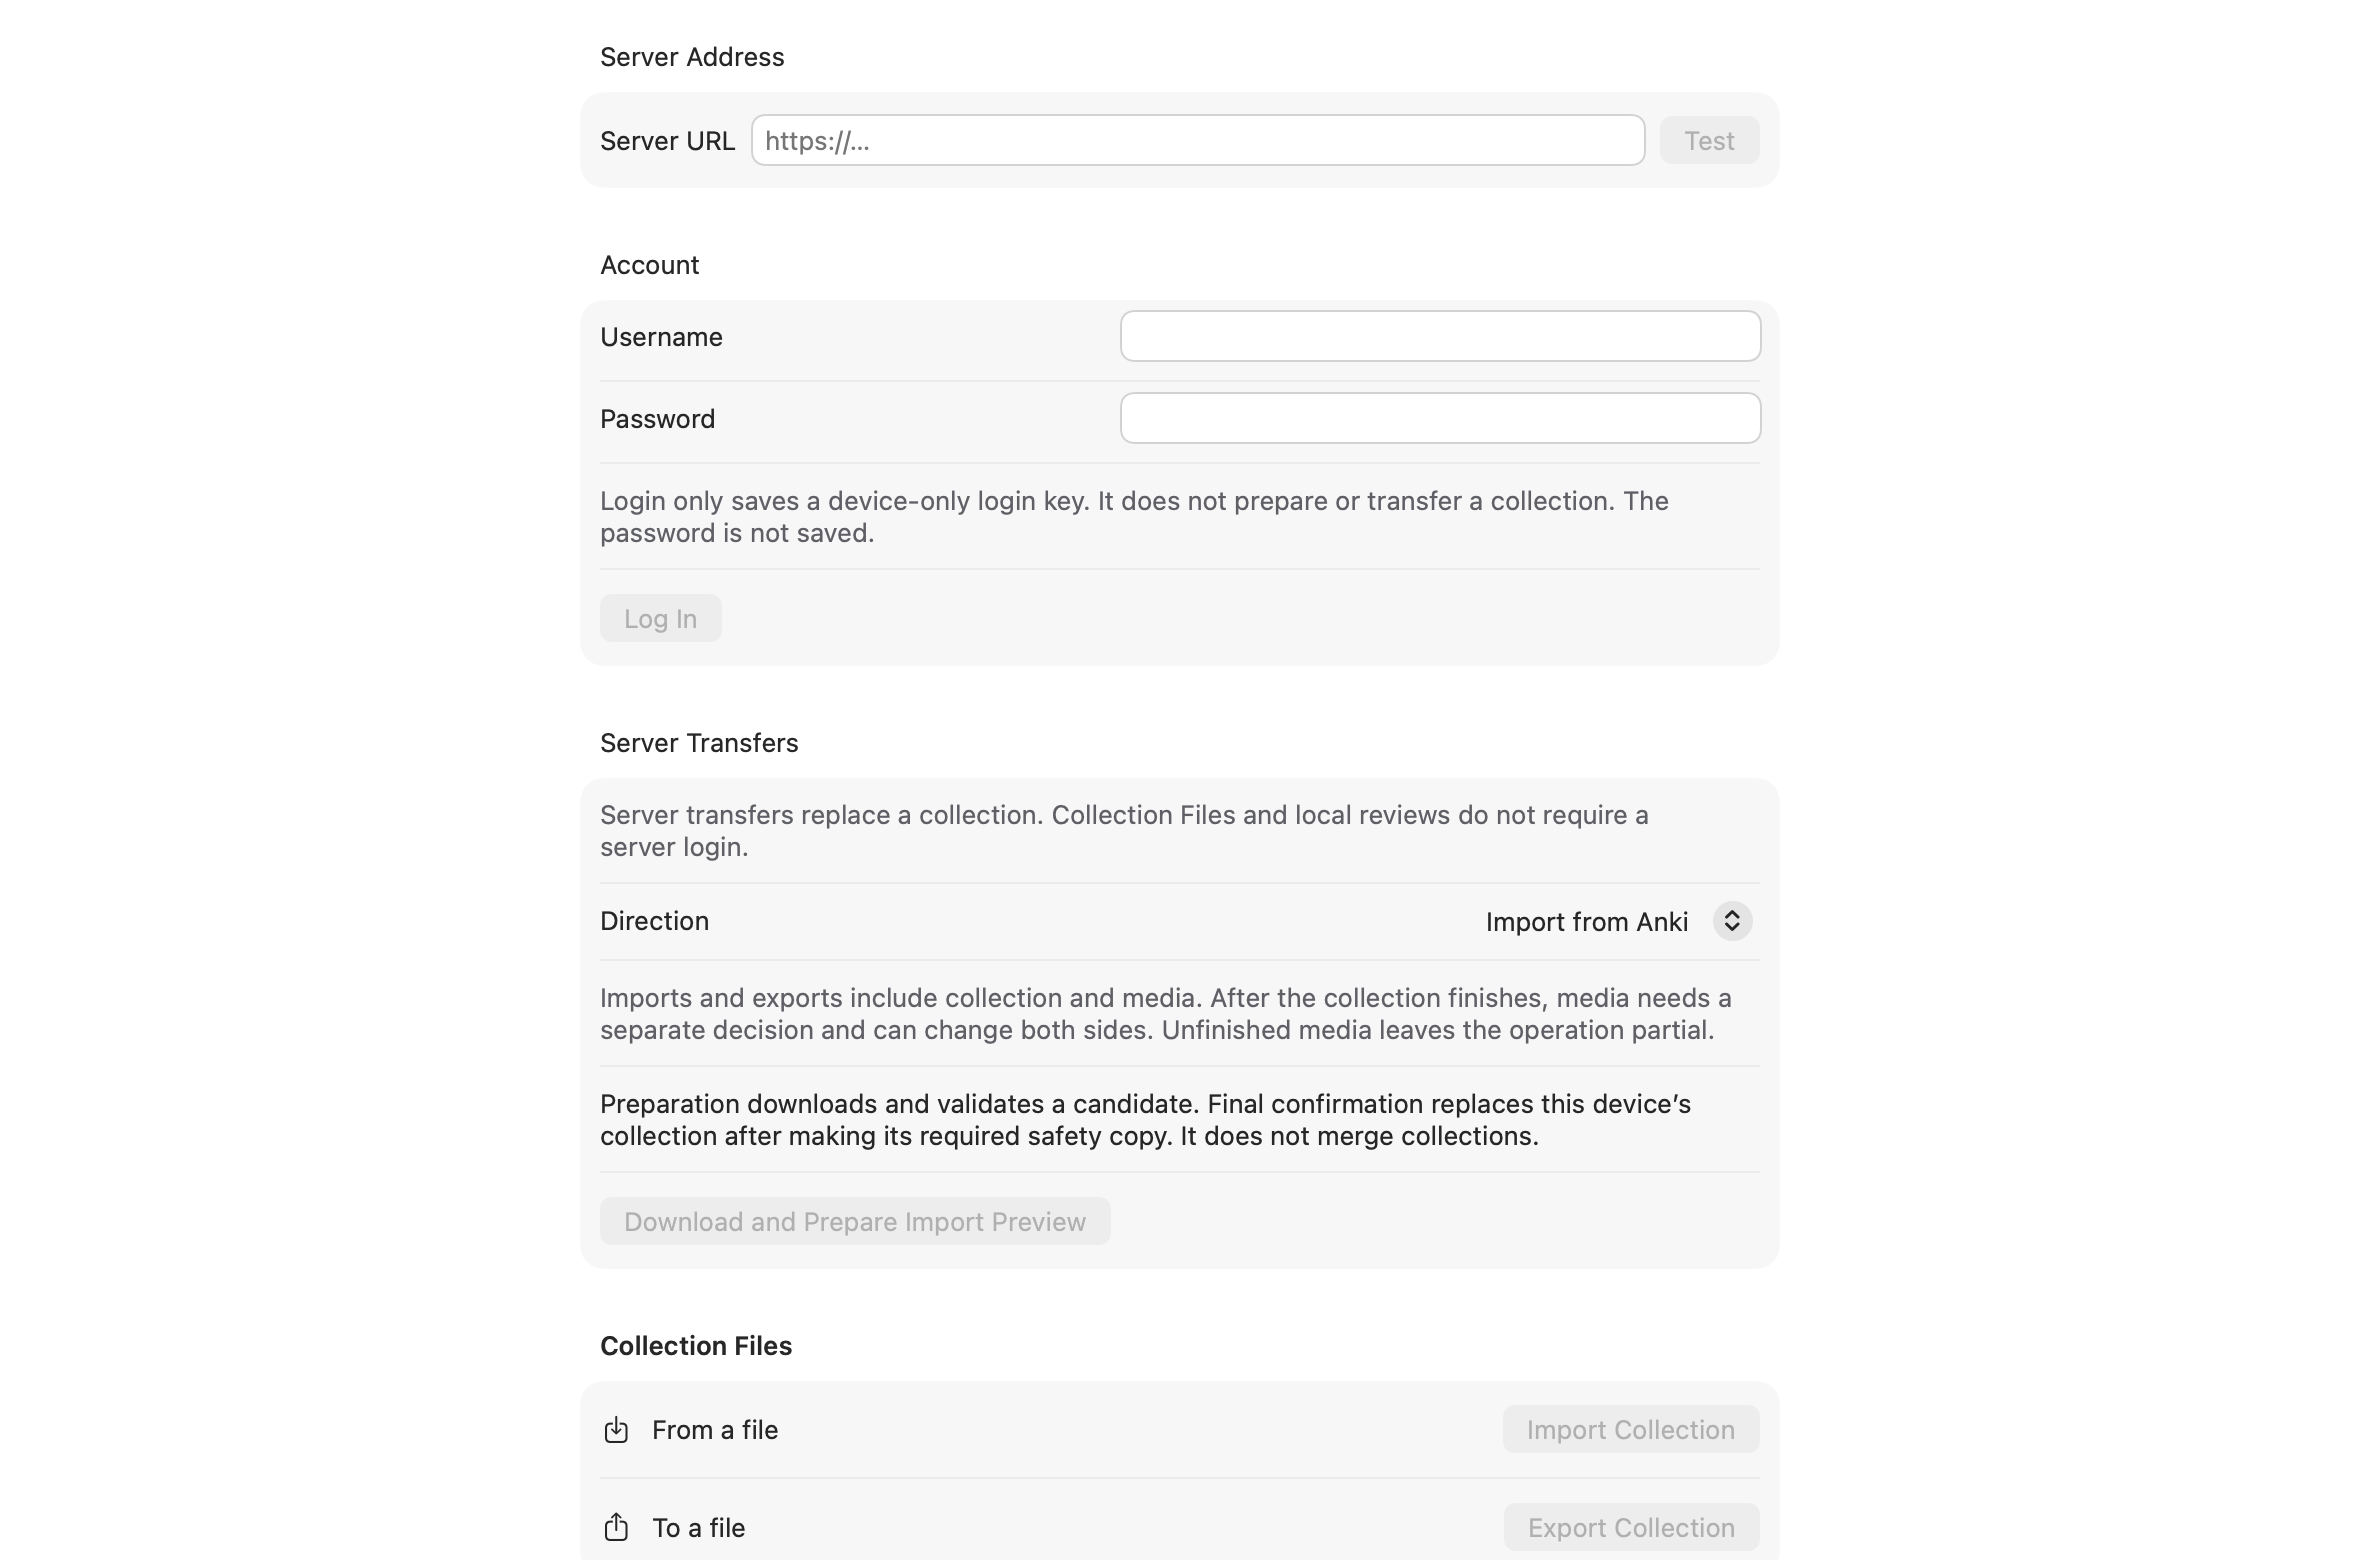 Server Address
Server URL https://... Test
Account
Username
Password
Login only saves a device-only login key. It does not prepare or transfer a collection. The
password is not saved.
Log In
Server Transfers
Server transfers replace a collection. Collection Files and local reviews do not require a
server login.
Direction Import from Anki
Imports and exports include collection and media. After the collection finishes, media needs a
separate decision and can change both sides. Unfinished media leaves the operation partial.
Preparation downloads and validates a candidate. Final confirmation replaces this device’s
collection after making its required safety copy. It does not merge collections.
Download and Prepare Import Preview
Collection Files
From a file Import Collection
To a file Export Collection